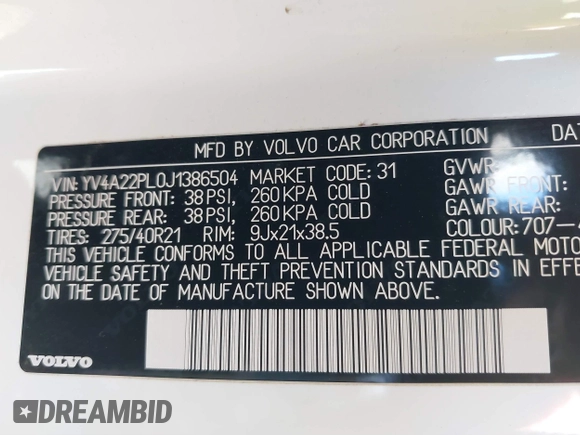 MFD BY VOLVO CAR CORPORATION DAT
VIN: YV4A22PL0J1386504 MARKET CODE: 31 GVWR
PRESSURE FRONT: 38PSI, 260KPA COLD GAWR FRONT:
PRESSURE REAR: 38PSI, 260KPA COLD GAWR REAR:
TIRES: 275/40R21 RIM: 9Jx21x38.5 COLOUR: 707-
THIS VEHICLE CONFORMS TO ALL APPLICABLE FEDERAL MOTO
VEHICLE SAFETY AND THEFT PREVENTION STANDARDS IN EFFE
ON THE DATE OF MANUFACTURE SHOWN ABOVE.
VOLVO
DREAMBID